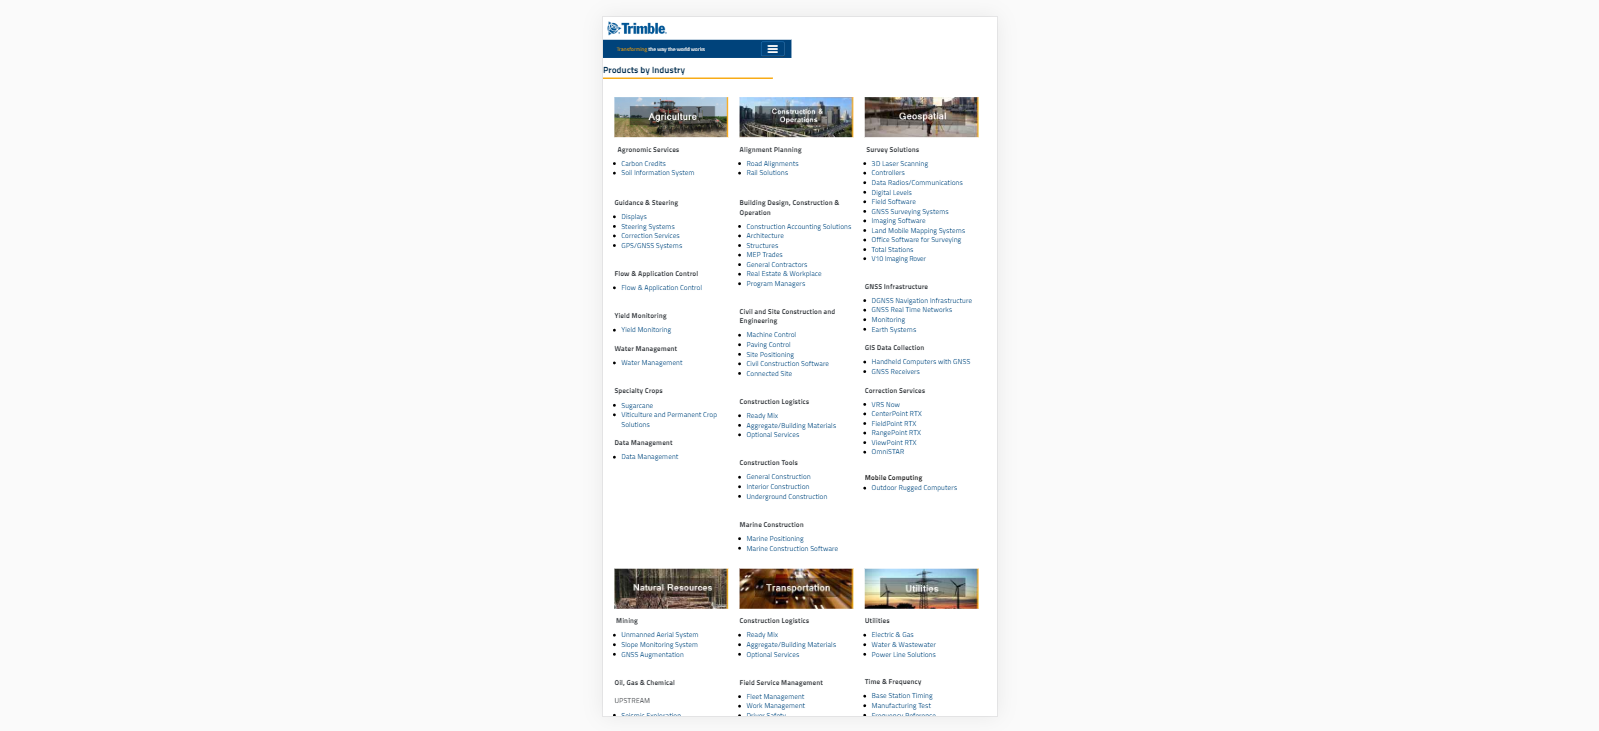 Trimble
Transforming the way the world works
Products by Industry
Agriculture
Agronomic Services
Carbon Credits
Soil Information System
Guidance & Steering
Displays
Steering Systems
Correction Services
GPS/GNSS Systems
Flow & Application Control
Flow & Application Control
Yield Monitoring
Yield Monitoring
Water Management
Water Management
Specialty Crops
Sugarcane
Viticulture and Permanent Crop
Solutions
Data Management
Data Management
Construction &
Operations
Alignment Planning
Road Alignments
Rail Solutions
Building Design, Construction &
Operation
Construction Accounting Solutions
Architecture
Structures
MEP Trades
General Contractors
Real Estate & Workplace
Program Managers
Civil and Site Construction and
Engineering
Machine Control
Paving Control
Site Positioning
Civil Construction Software
Connected Site
Construction Logistics
Ready Mix
Aggregate/Building Materials
Optional Services
Construction Tools
General Construction
Interior Construction
Underground Construction
Marine Construction
Marine Positioning
Marine Construction Software
Geospatial
Survey Solutions
3D Laser Scanning
Controllers
Data Radios/Communications
Digital Levels
Field Software
GNSS Surveying Systems
Imaging Software
Land Mobile Mapping Systems
Office Software for Surveying
Total Stations
V10 Imaging Rover
GNSS Infrastructure
DGNSS Navigation Infrastructure
GNSS Real Time Networks
Monitoring
Earth Systems
GIS Data Collection
Handheld Computers with GNSS
GNSS Receivers
Correction Services
VRS Now
CenterPoint RTX
FieldPoint RTX
RangePoint RTX
ViewPoint RTX
OmniSTAR
Mobile Computing
Outdoor Rugged Computers
Natural Resources
Mining
Unmanned Aerial System
Slope Monitoring System
GNSS Augmentation
Oil, Gas & Chemical
UPSTREAM
Seismic Exploration
Transportation
Construction Logistics
Ready Mix
Aggregate/Building Materials
Optional Services
Field Service Management
Fleet Management
Work Management
Driver Safety
Utilities
Utilities
Electric & Gas
Water & Wastewater
Power Line Solutions
Time & Frequency
Base Station Timing
Manufacturing Test
Frequency Reference